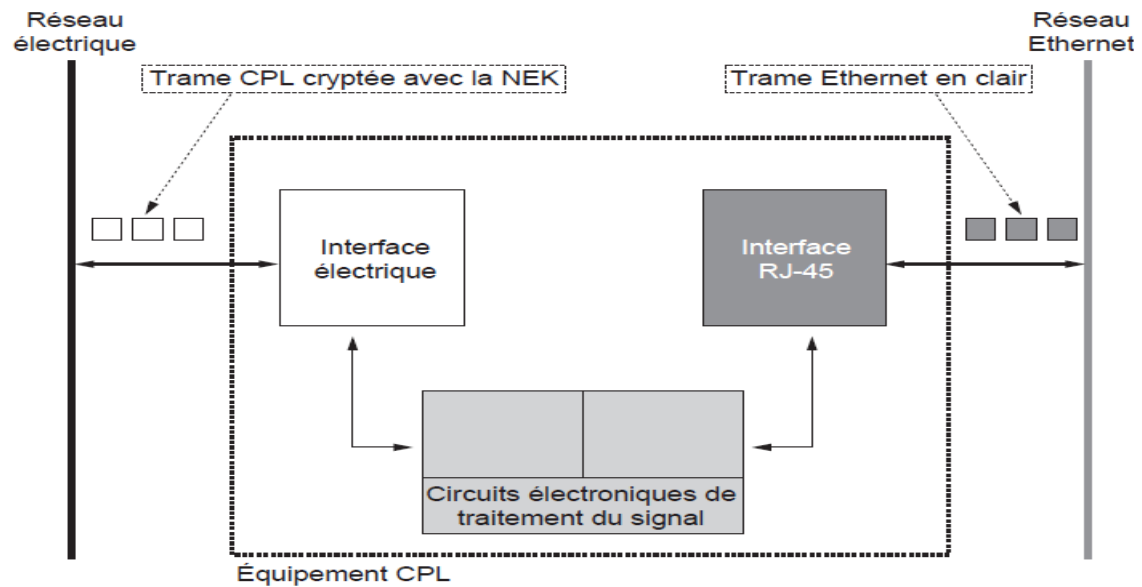 Réseau
électrique
Réseau
Ethernet
Trame CPL cryptée avec la NEK
Trame Ethernet en clair
Interface
électrique
Interface
RJ-45
Circuits électroniques de
traitement du signal
Équipement CPL